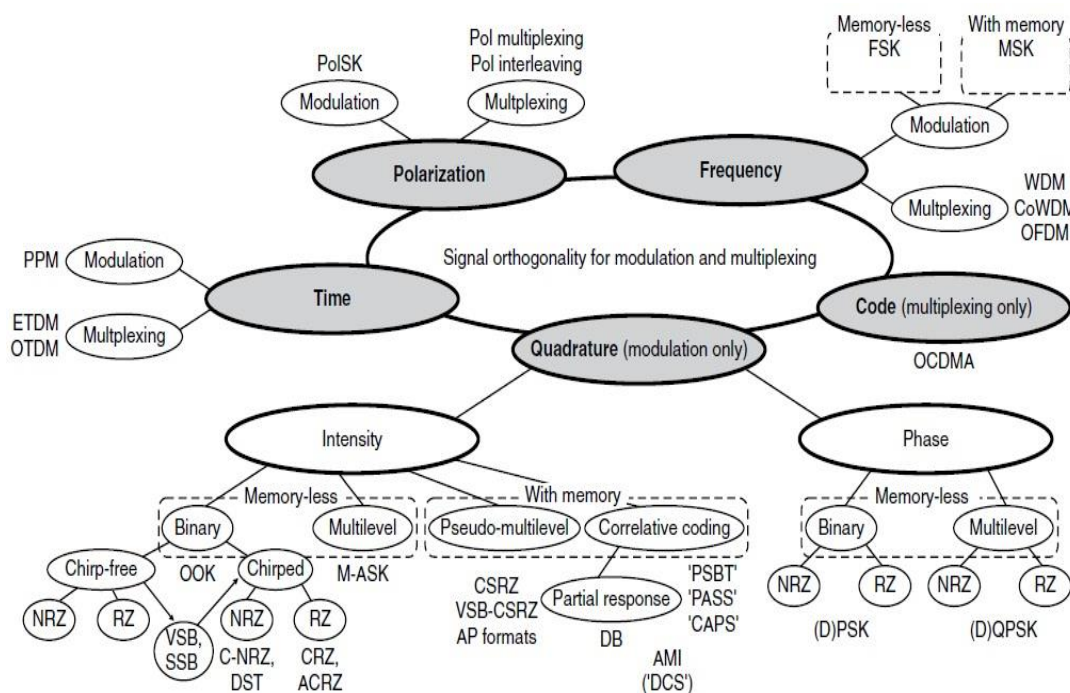 Memory-less
FSK
With memory
MSK
Pol multiplexing
Pol interleaving
PolSK
Modulation
Multplexing
Modulation
Polarization
Frequency
WDM
CoWDM
OFDM
Multplexing
PPM
Modulation
Signal orthogonality for modulation and multiplexing
Time
Code (multiplexing only)
ETDM
OTDM
Multplexing
Quadrature (modulation only)
OCDMA
Intensity
Phase
Memory-less
Binary
Multilevel
With memory
Pseudo-multilevel
Correlative coding
Memory-less
Binary
Multilevel
Chirp-free
OOK
Chirped
M-ASK
NRZ
RZ
VSB,
SSB
NRZ
RZ
C-NRZ,
DST
CRZ,
ACRZ
CSRZ
VSB-CSRZ
AP formats
Partial response
DB
'PSBT'
'PASS'
'CAPS'
AMI
('DCS')
NRZ
RZ
(D)PSK
NRZ
RZ
(D)QPSK